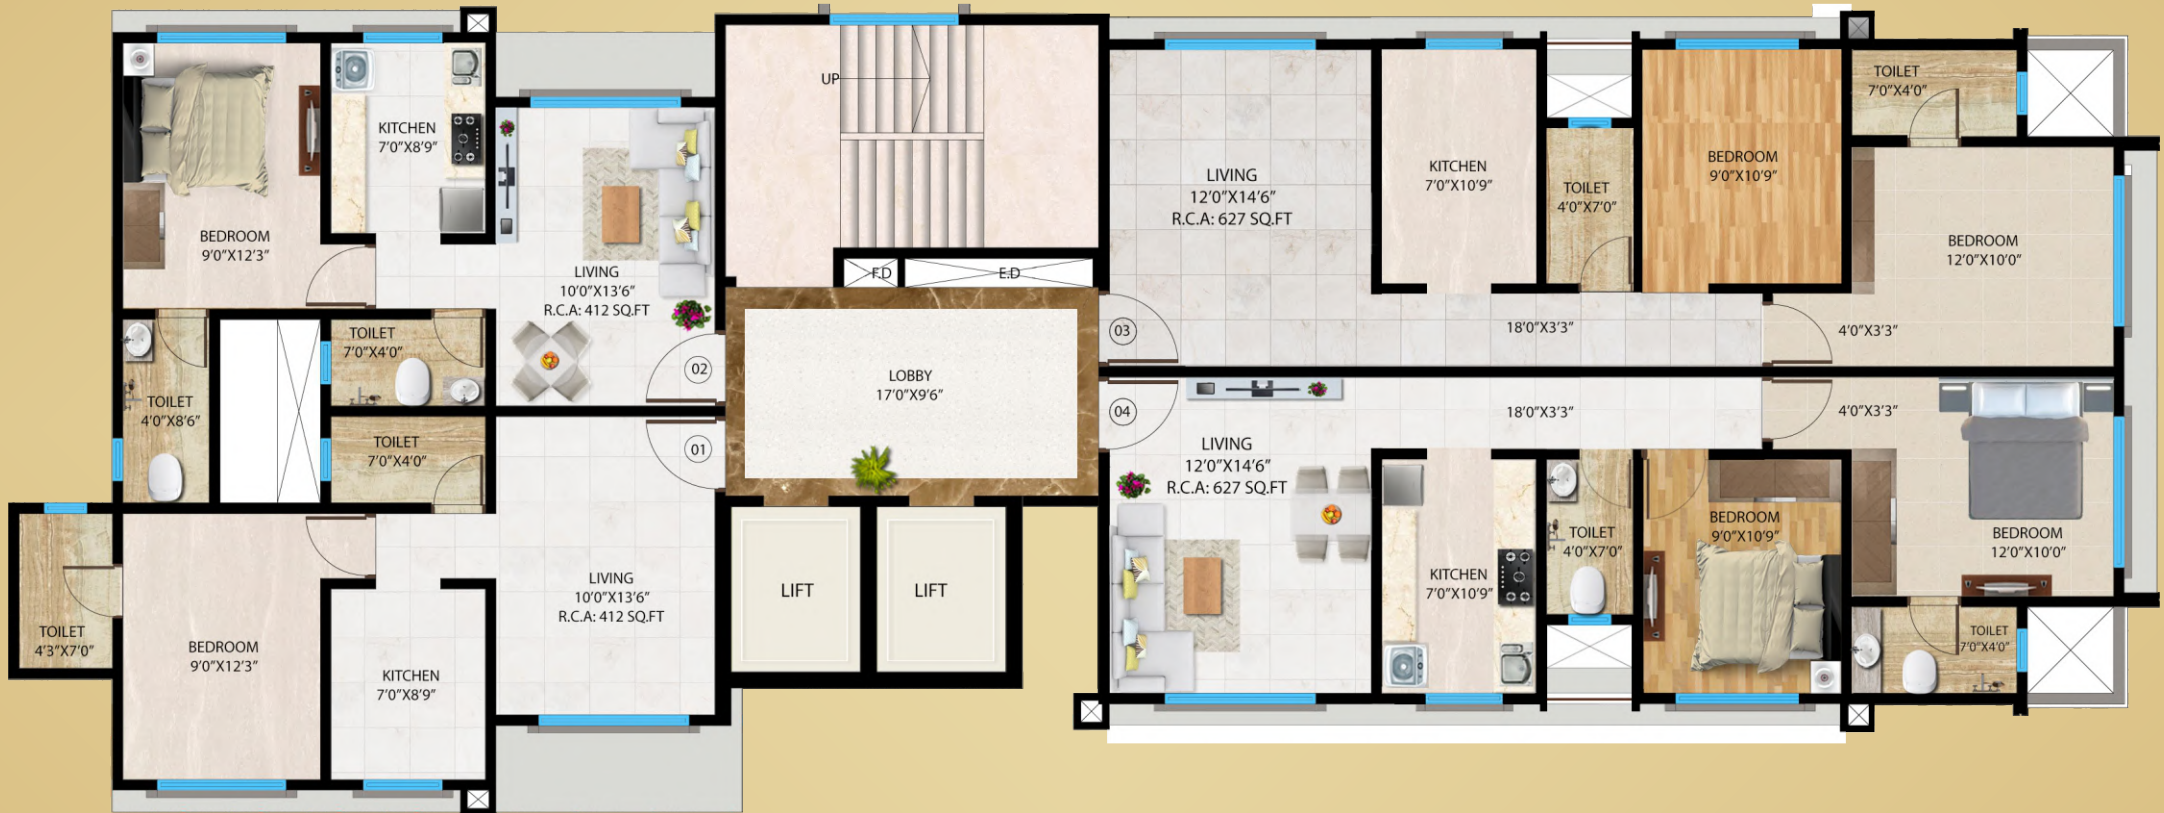 KITCHEN
7'0"X8'9"
BEDROOM
9'0"X12'3"
LIVING
10'0"X13'6"
R.C.A: 412 SQ.FT
TOILET
7'0"X4'0"
TOILET
4'0"X8'6"
02
TOILET
7'0"X4'0"
01
TOILET
4'3"X7'0"
BEDROOM
9'0"X12'3"
KITCHEN
7'0"X8'9"
LIVING
10'0"X13'6"
R.C.A: 412 SQ.FT
UP
F.D
E.D
LOBBY
17'0"X9'6"
LIFT
LIFT
LIVING
12'0"X14'6"
R.C.A: 627 SQ.FT
KITCHEN
7'0"X10'9"
TOILET
4'0"X7'0"
BEDROOM
9'0"X10'9"
TOILET
7'0"X4'0"
BEDROOM
12'0"X10'0"
03
18'0"X3'3"
4'0"X3'3"
04
18'0"X3'3"
4'0"X3'3"
LIVING
12'0"X14'6"
R.C.A: 627 SQ.FT
KITCHEN
7'0"X10'9"
TOILET
4'0"X7'0"
BEDROOM
9'0"X10'9"
BEDROOM
12'0"X10'0"
TOILET
7'0"X4'0"